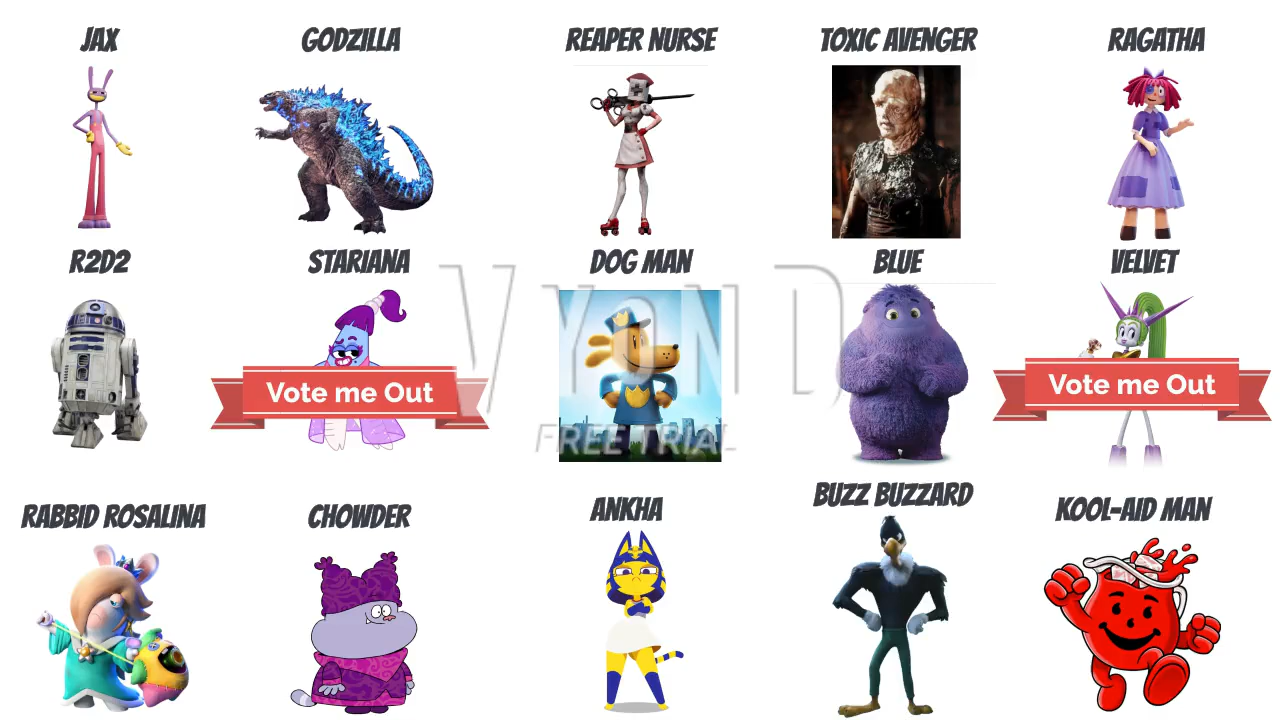 JAX
GODZILLA
REAPER NURSE
TOXIC AVENGER
RAGATHA
R2D2
STARIANA
DOG MAN
BLUE
VELVET
Vote me Out
Vote me Out
VYOND
FREE TRIAL
RABBID ROSALINA
CHOWDER
ANKHA
BUZZ BUZZARD
KOOL-AID MAN